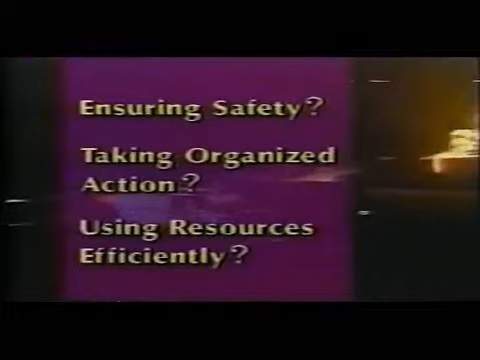 Ensuring Safety?
Taking Organized
Action?
Using Resources
Efficiently?